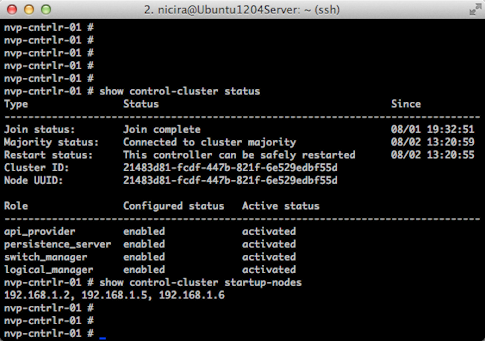 2. nicira@Ubuntu1204Server: ~ (ssh)
nvp-cntrlr-01 #
nvp-cntrlr-01 #
nvp-cntrlr-01 #
nvp-cntrlr-01 #
nvp-cntrlr-01 #
nvp-cntrlr-01 # show control-cluster status
Type Status Since
--------------------------------------------------------------------------------
Join status: Join complete 08/01 19:32:51
Majority status: Connected to cluster majority 08/02 13:20:59
Restart status: This controller can be safely restarted 08/02 13:20:55
Cluster ID: 21483d81-fcdf-447b-821f-6e529edbf55d
Node UUID: 21483d81-fcdf-447b-821f-6e529edbf55d
Role Configured status Active status
--------------------------------------------------------------------------------
api_provider enabled activated
persistence_server enabled activated
switch_manager enabled activated
logical_manager enabled activated
nvp-cntrlr-01 # show control-cluster startup-nodes
192.168.1.2, 192.168.1.5, 192.168.1.6
nvp-cntrlr-01 #
nvp-cntrlr-01 #
nvp-cntrlr-01 #